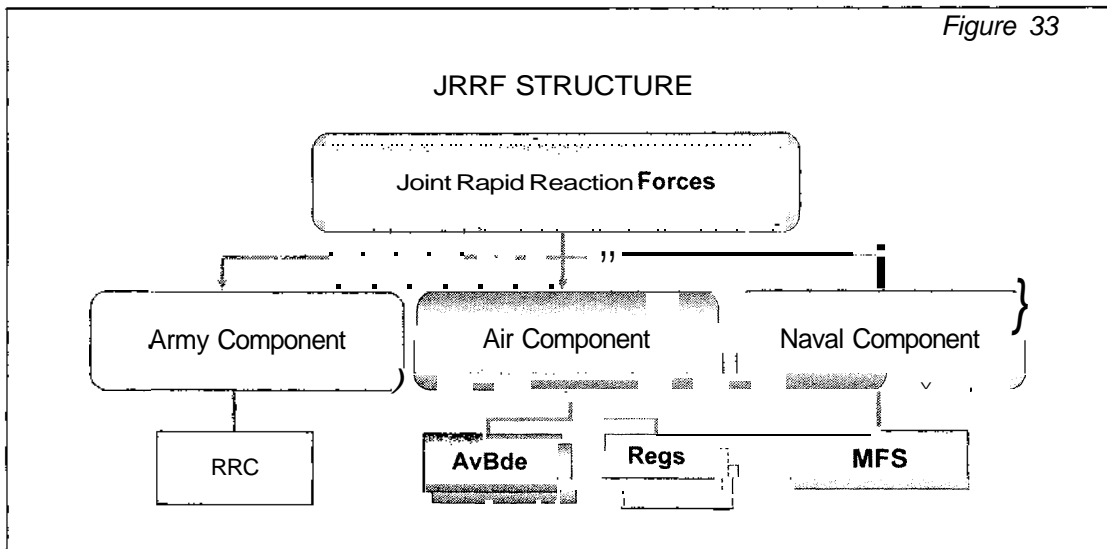 Figure 33
JRRF STRUCTURE
Joint Rapid Reaction Forces
Army Component
Air Component
Naval Component
RRC
AvBde
Regs
MFS